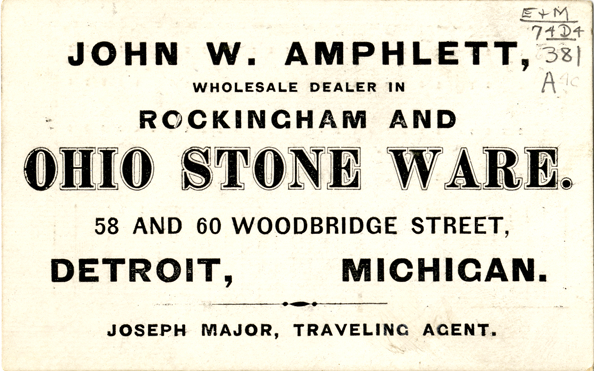 E & M
74D4
381
A
JOHN W. AMPHLETT,
WHOLESALE DEALER IN
ROCKINGHAM AND
OHIO STONE WARE.
58 AND 60 WOODBRIDGE STREET,
DETROIT, MICHIGAN.
JOSEPH MAJOR, TRAVELING AGENT.